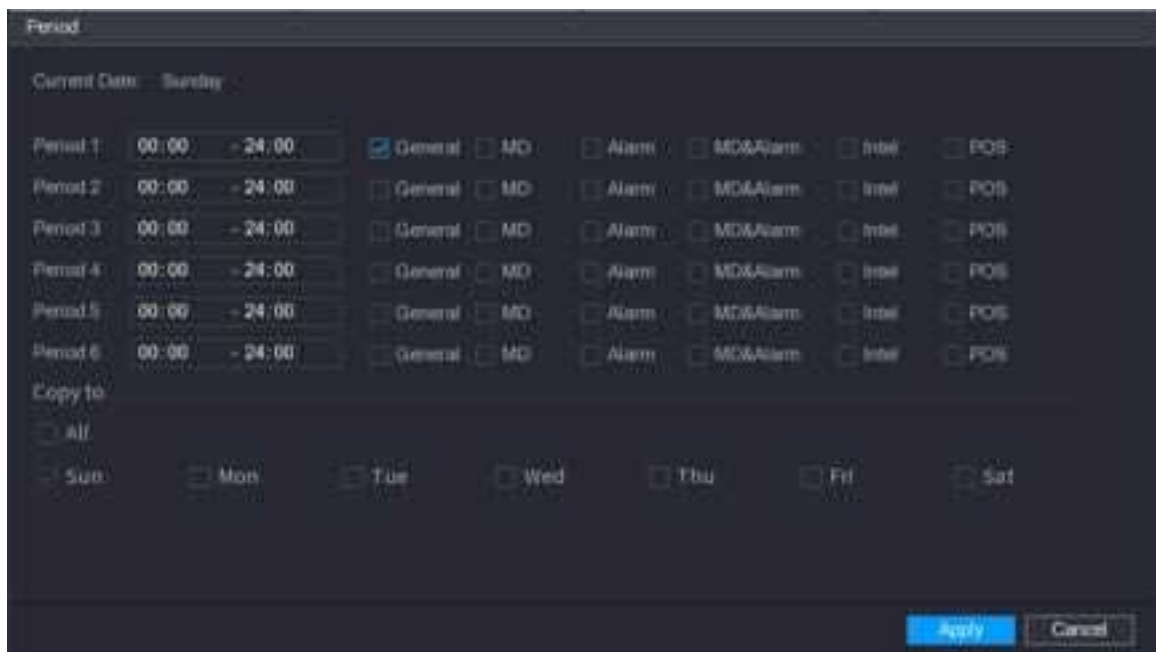 Period
Current Date: Sunday
Period 1 00:00 - 24:00 General MD Alarm MD&Alarm Intel POS
Period 2 00:00 - 24:00 General MD Alarm MD&Alarm Intel POS
Period 3 00:00 - 24:00 General MD Alarm MD&Alarm Intel POS
Period 4 00:00 - 24:00 General MD Alarm MD&Alarm Intel POS
Period 5 00:00 - 24:00 General MD Alarm MD&Alarm Intel POS
Period 6 00:00 - 24:00 General MD Alarm MD&Alarm Intel POS
Copy to
All
Sun Mon Tue Wed Thu Fri Sat
Apply Cancel